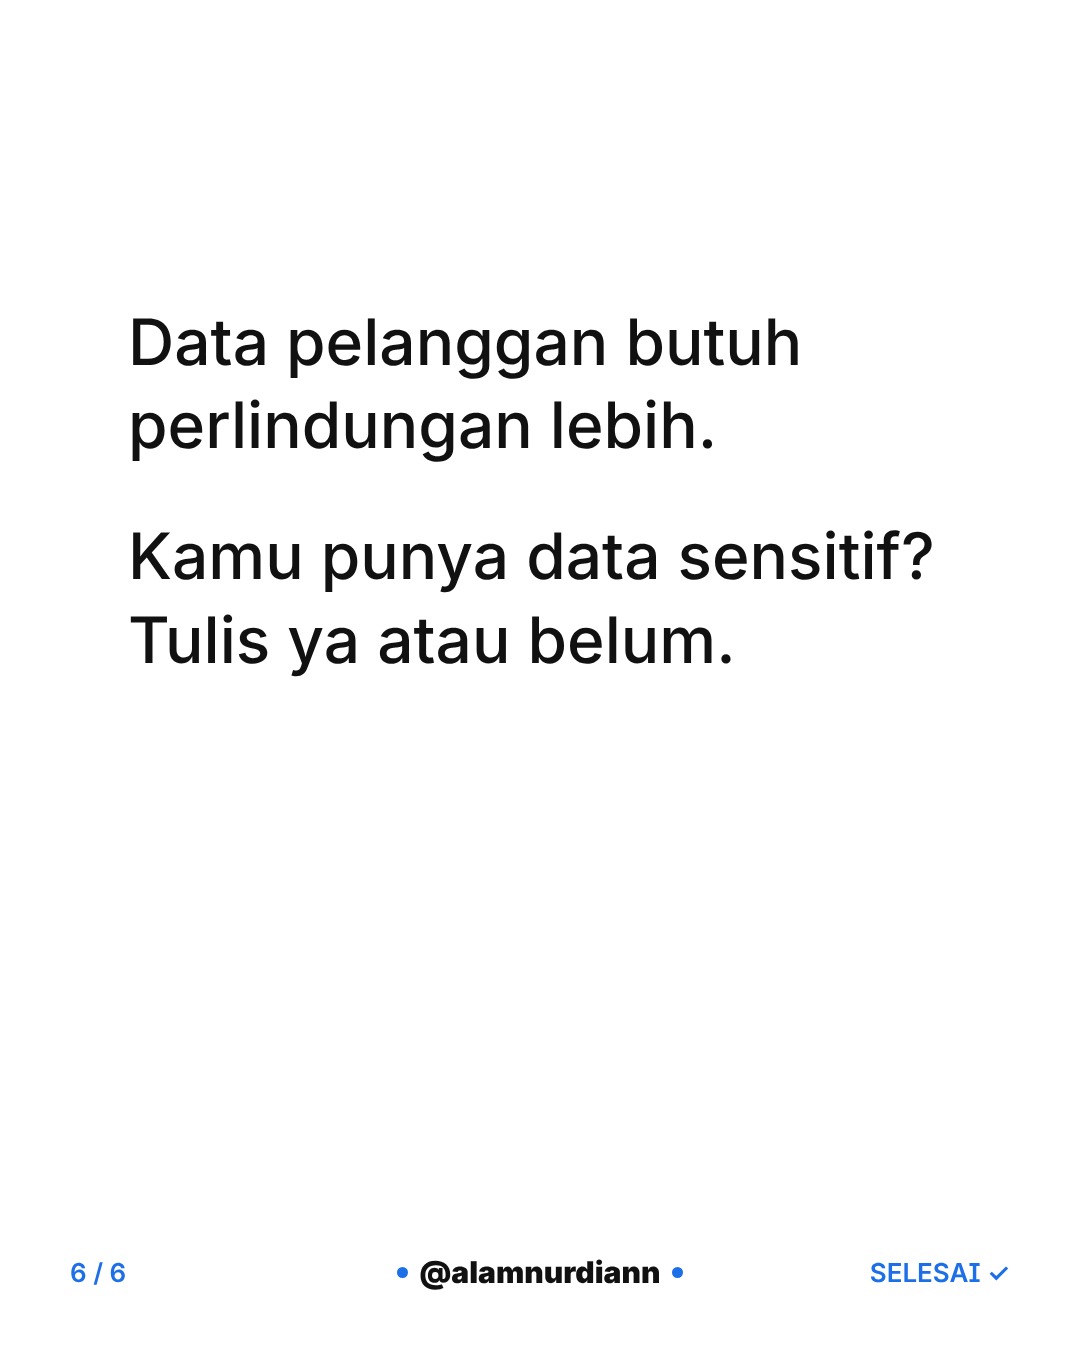 Data pelanggan butuh
perlindungan lebih.
Kamu punya data sensitif?
Tulis ya atau belum.
6 / 6
• @alamnurdiann •
SELESAI ✓